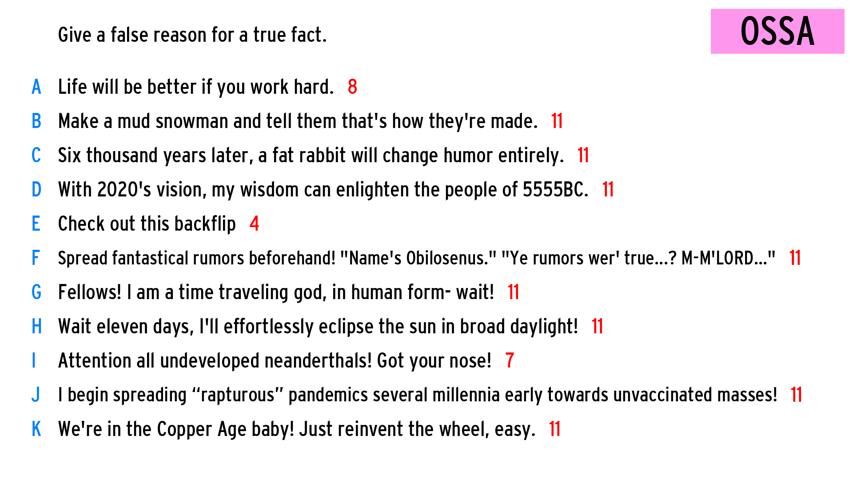 Give a false reason for a true fact.
OSSA
A Life will be better if you work hard. 8
B Make a mud snowman and tell them that's how they're made. 11
C Six thousand years later, a fat rabbit will change humor entirely. 11
D With 2020's vision, my wisdom can enlighten the people of 5555BC. 11
E Check out this backflip 4
F Spread fantastical rumors beforehand! "Name's Obilosenus." "Ye rumors wer' true...? M-M'LORD..." 11
G Fellows! I am a time traveling god, in human form- wait! 11
H Wait eleven days, I'll effortlessly eclipse the sun in broad daylight! 11
I Attention all undeveloped neanderthals! Got your nose! 7
J I begin spreading “rapturous” pandemics several millennia early towards unvaccinated masses! 11
K We're in the Copper Age baby! Just reinvent the wheel, easy. 11